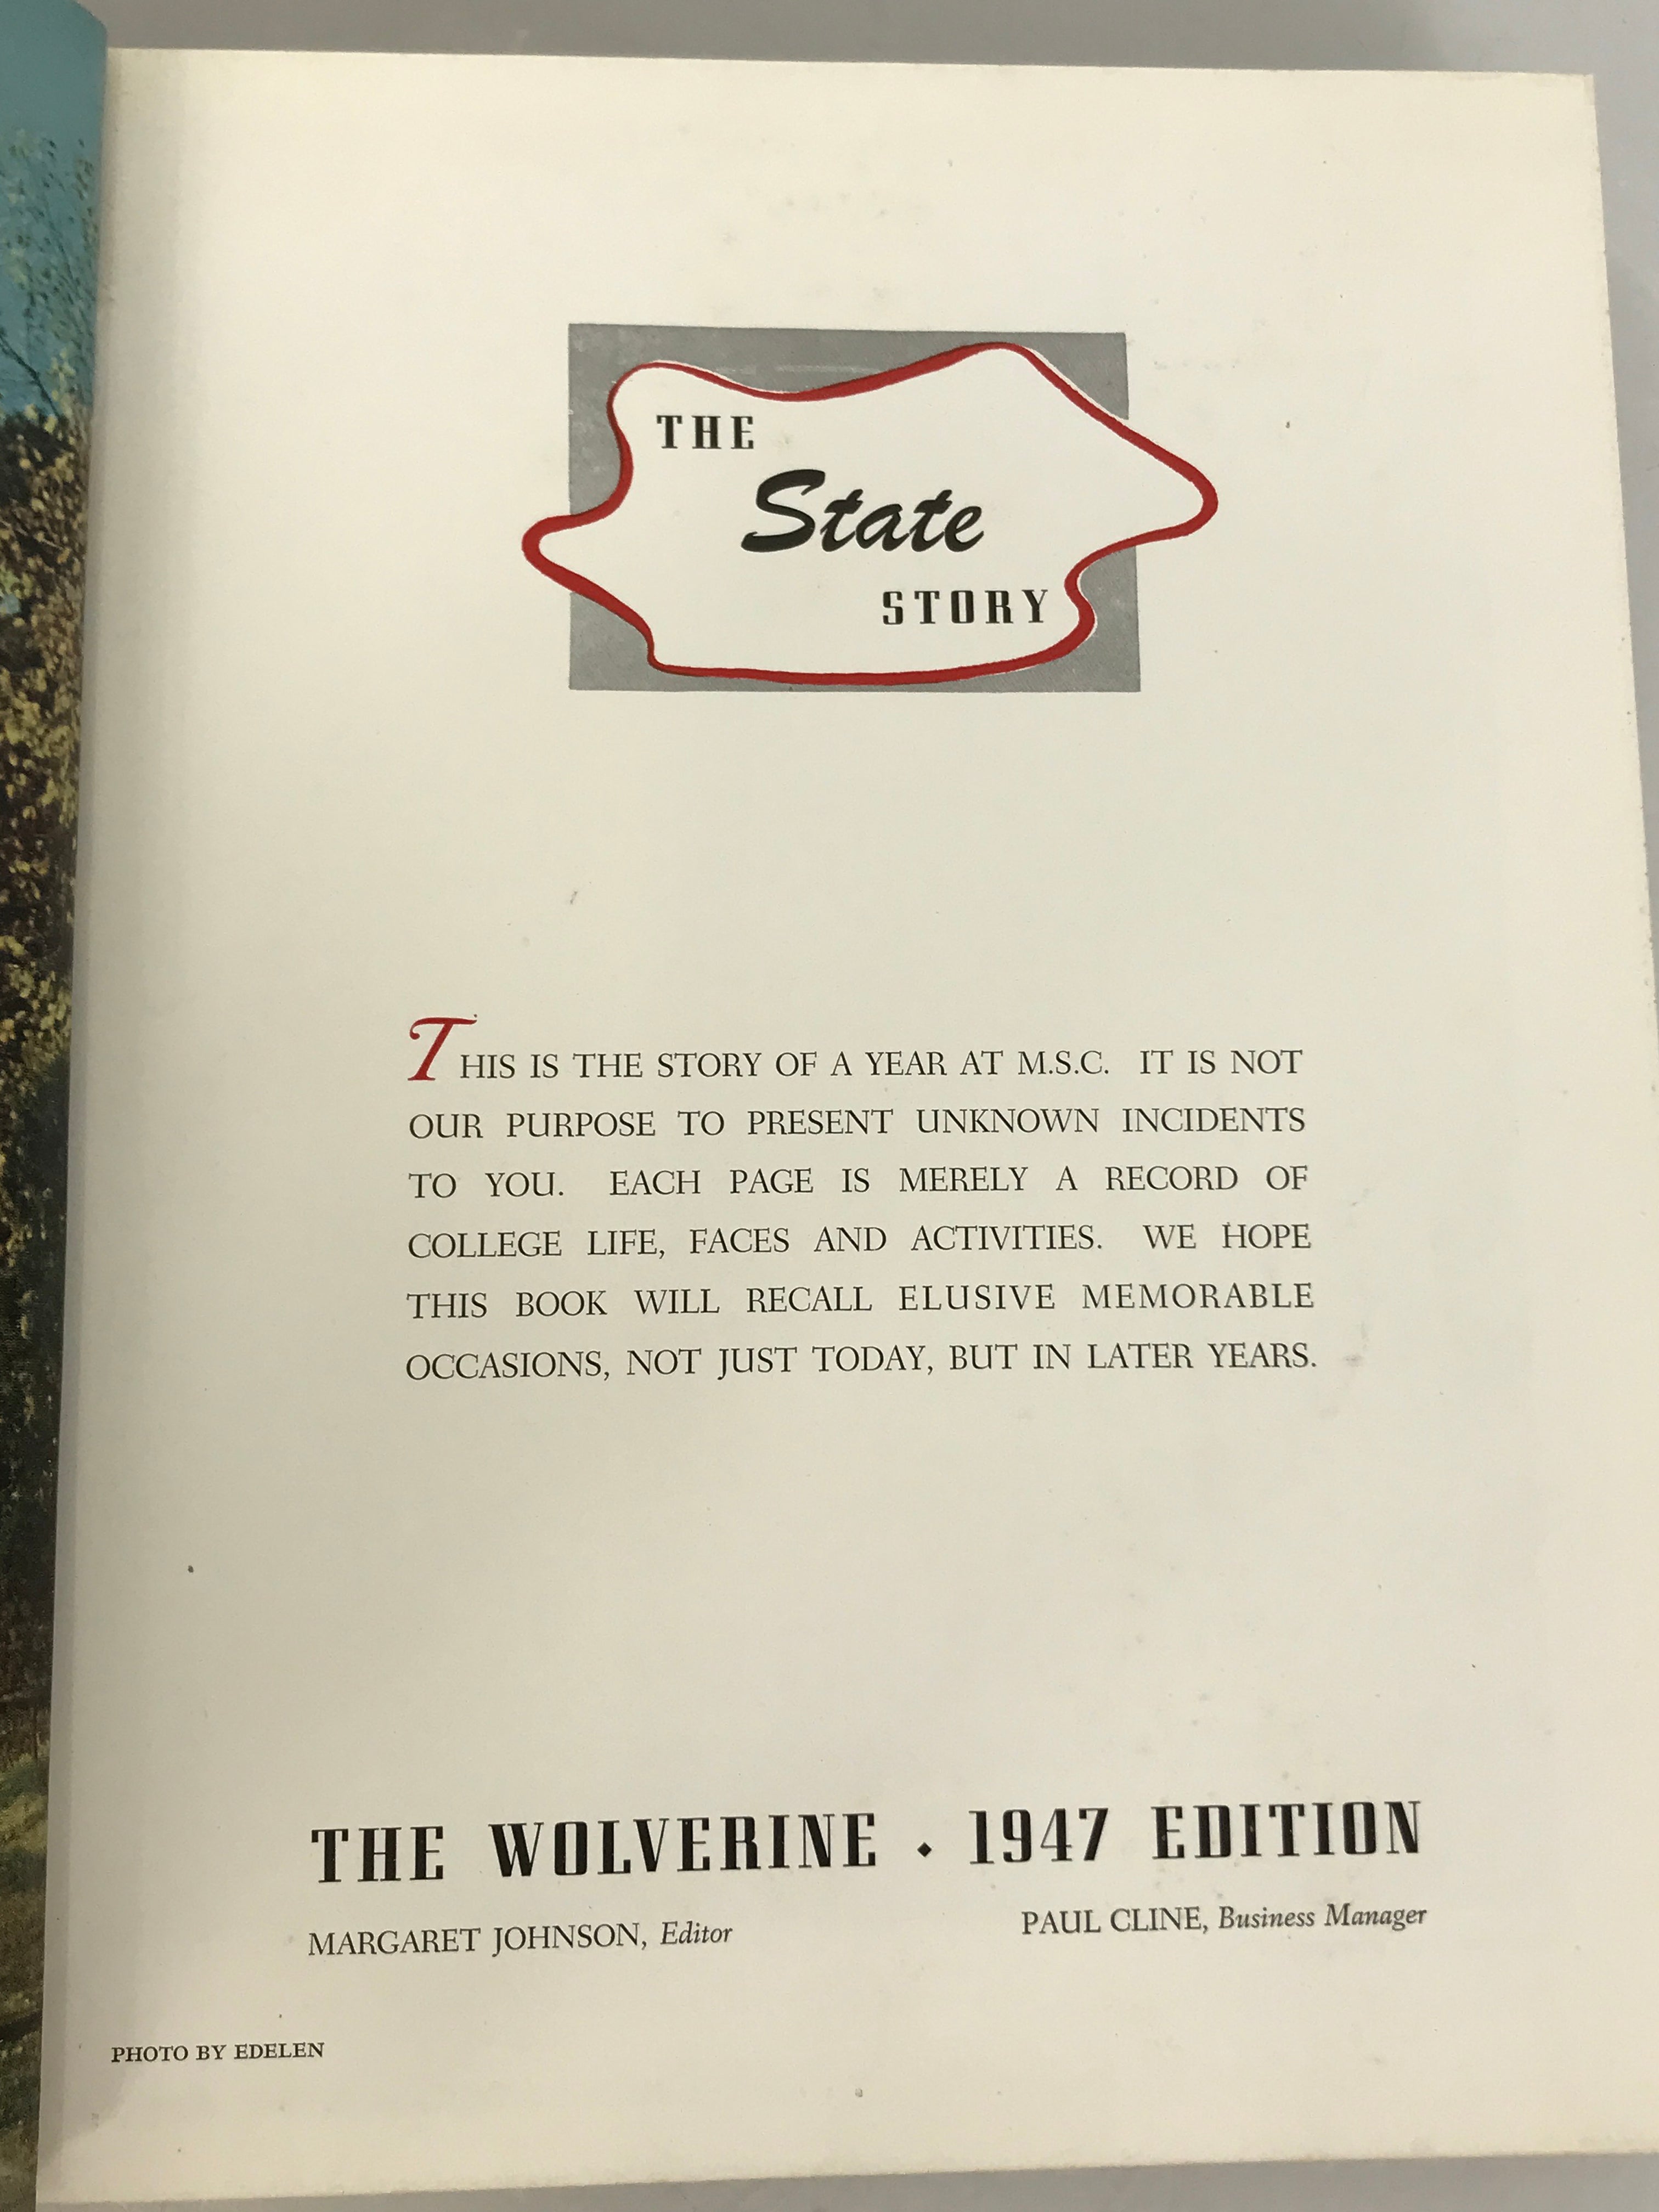 THE
State
STORY
THIS IS THE STORY OF A YEAR AT M.S.C. IT IS NOT
OUR PURPOSE TO PRESENT UNKNOWN INCIDENTS
TO YOU. EACH PAGE IS MERELY A RECORD OF
COLLEGE LIFE, FACES AND ACTIVITIES. WE HOPE
THIS BOOK WILL RECALL ELUSIVE MEMORABLE
OCCASIONS, NOT JUST TODAY, BUT IN LATER YEARS.
THE WOLVERINE • 1947 EDITION
MARGARET JOHNSON, Editor PAUL CLINE, Business Manager
PHOTO BY EDELEN